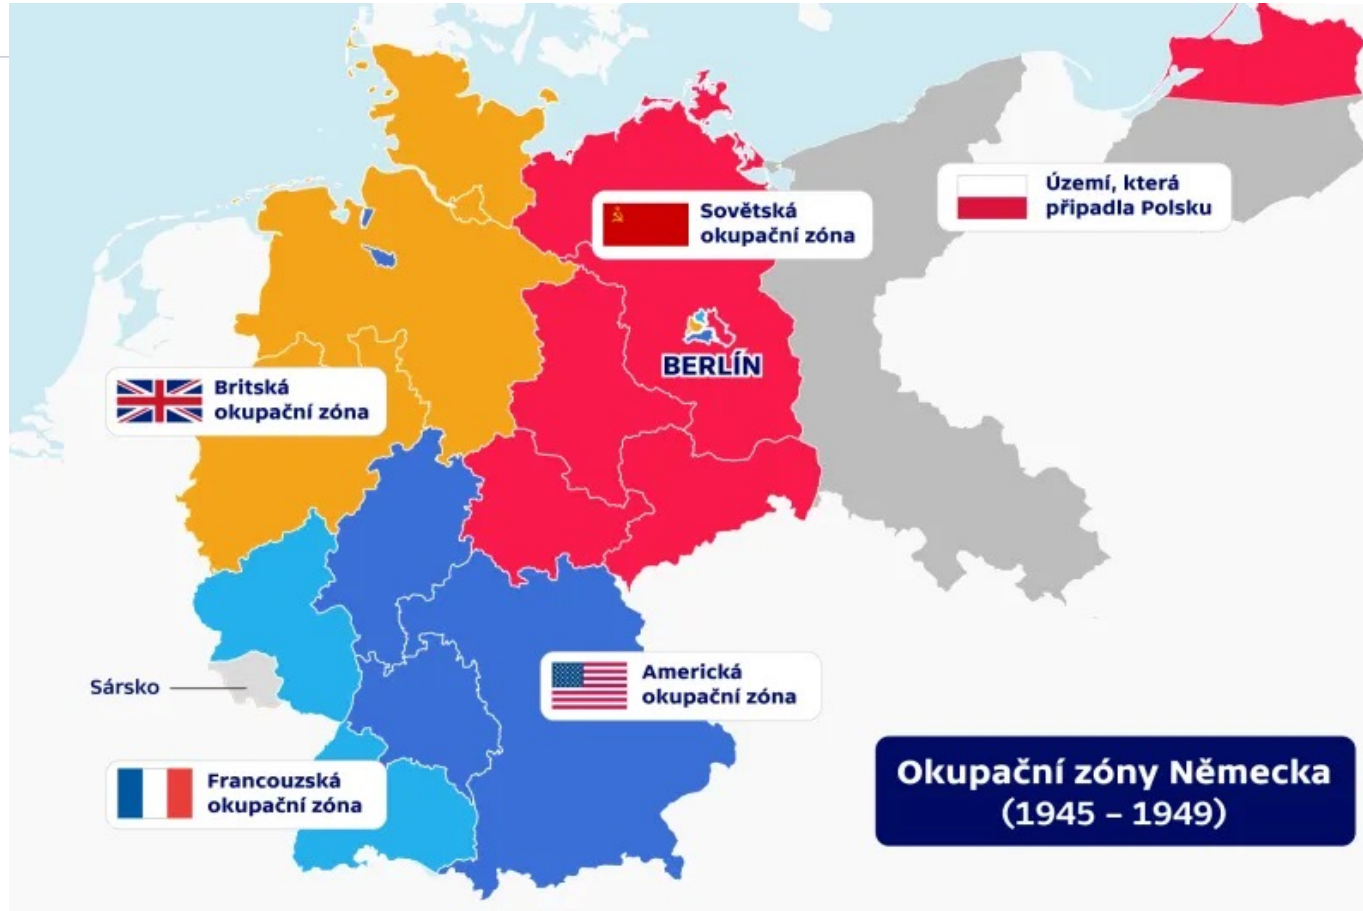 Území, která
připadla Polsku
Sovětská
okupační zóna
BERLÍN
Britská
okupační zóna
Americká
okupační zóna
Sársko
Francouzská
okupační zóna
Okupační zóny Německa
(1945 – 1949)